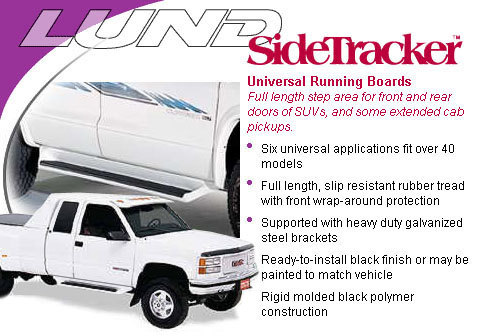 LUND
SideTracker™
Universal Running Boards
Full length step area for front and rear
doors of SUVs, and some extended cab
pickups.
• Six universal applications fit over 40
models
• Full length, slip resistant rubber tread
with front wrap-around protection
• Supported with heavy duty galvanized
steel brackets
Ready-to-install black finish or may be
painted to match vehicle
Rigid molded black polymer
construction